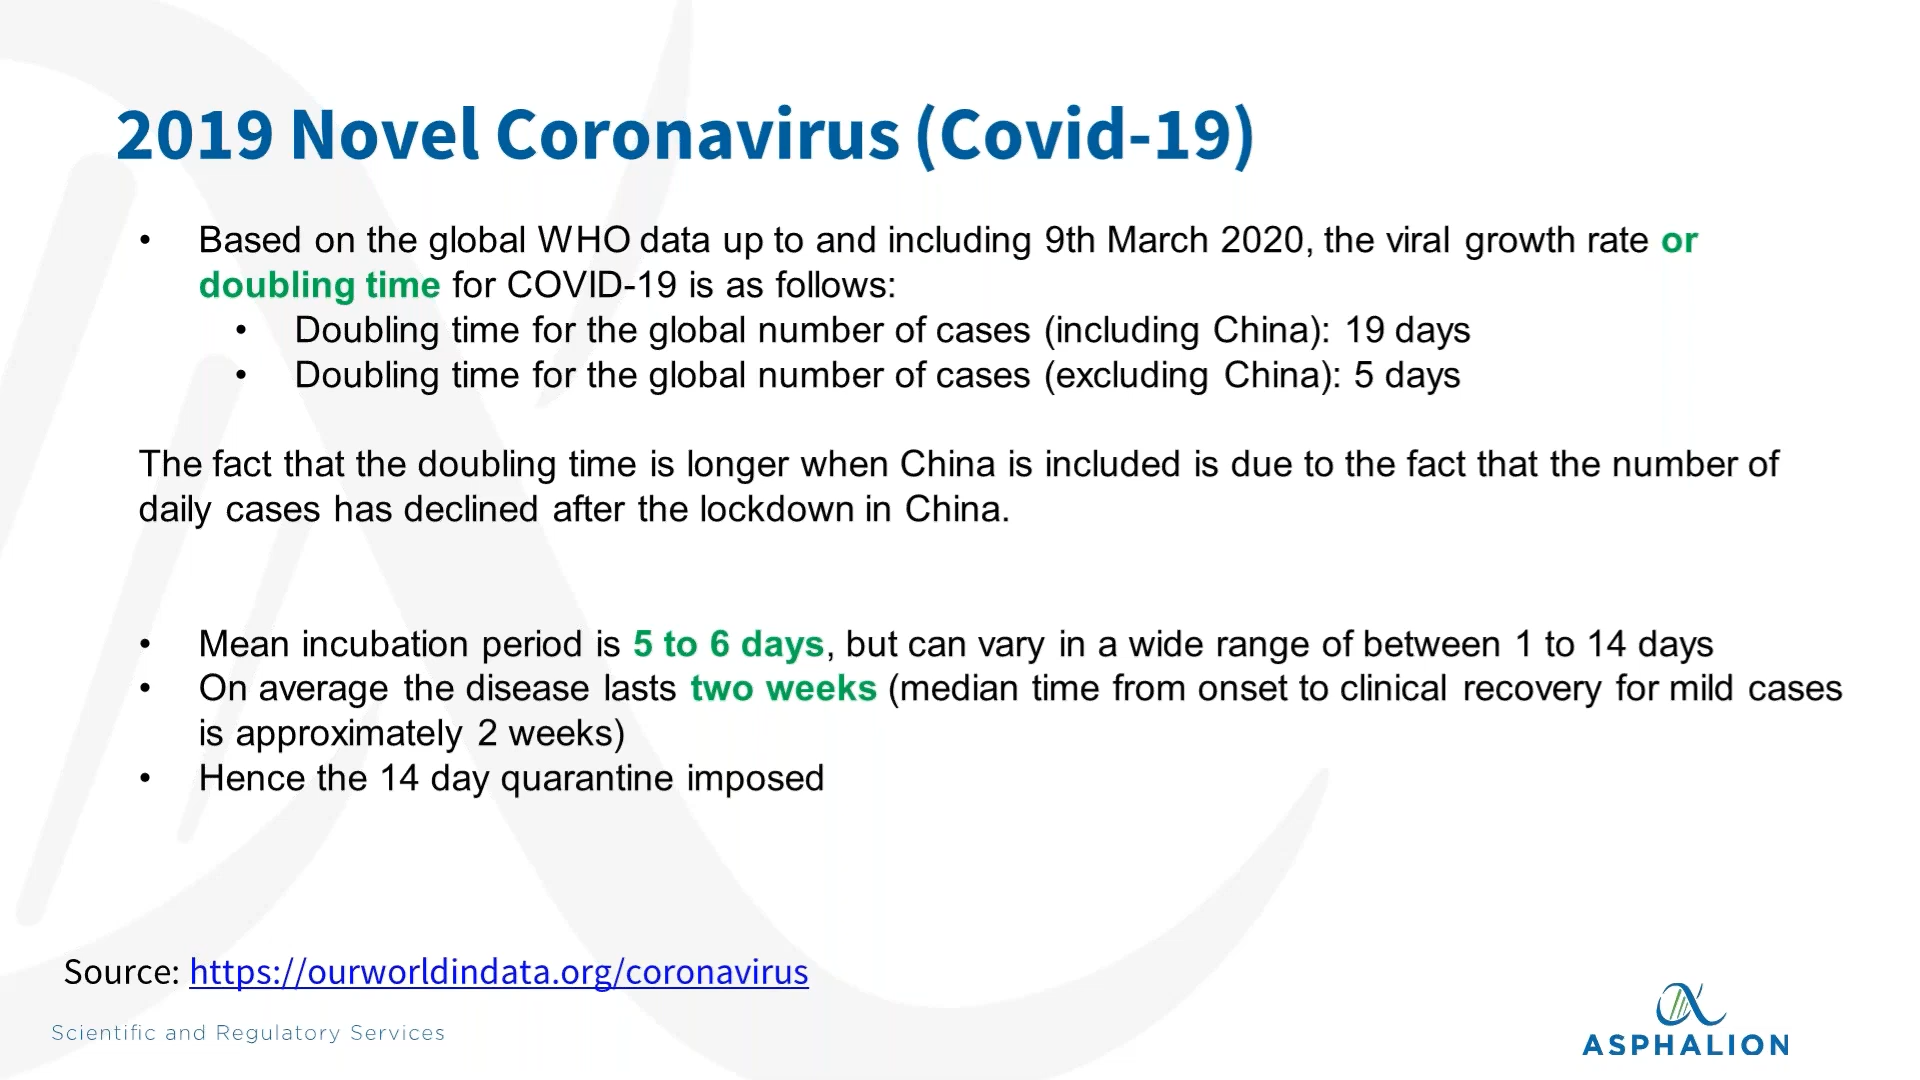 2019 Novel Coronavirus (Covid-19)
• Based on the global WHO data up to and including 9th March 2020, the viral growth rate or
doubling time for COVID-19 is as follows:
• Doubling time for the global number of cases (including China): 19 days
• Doubling time for the global number of cases (excluding China): 5 days
The fact that the doubling time is longer when China is included is due to the fact that the number of
daily cases has declined after the lockdown in China.
• Mean incubation period is 5 to 6 days, but can vary in a wide range of between 1 to 14 days
• On average the disease lasts two weeks (median time from onset to clinical recovery for mild cases
is approximately 2 weeks)
• Hence the 14 day quarantine imposed
Source: https://ourworldindata.org/coronavirus
Scientific and Regulatory Services
ASPHALION